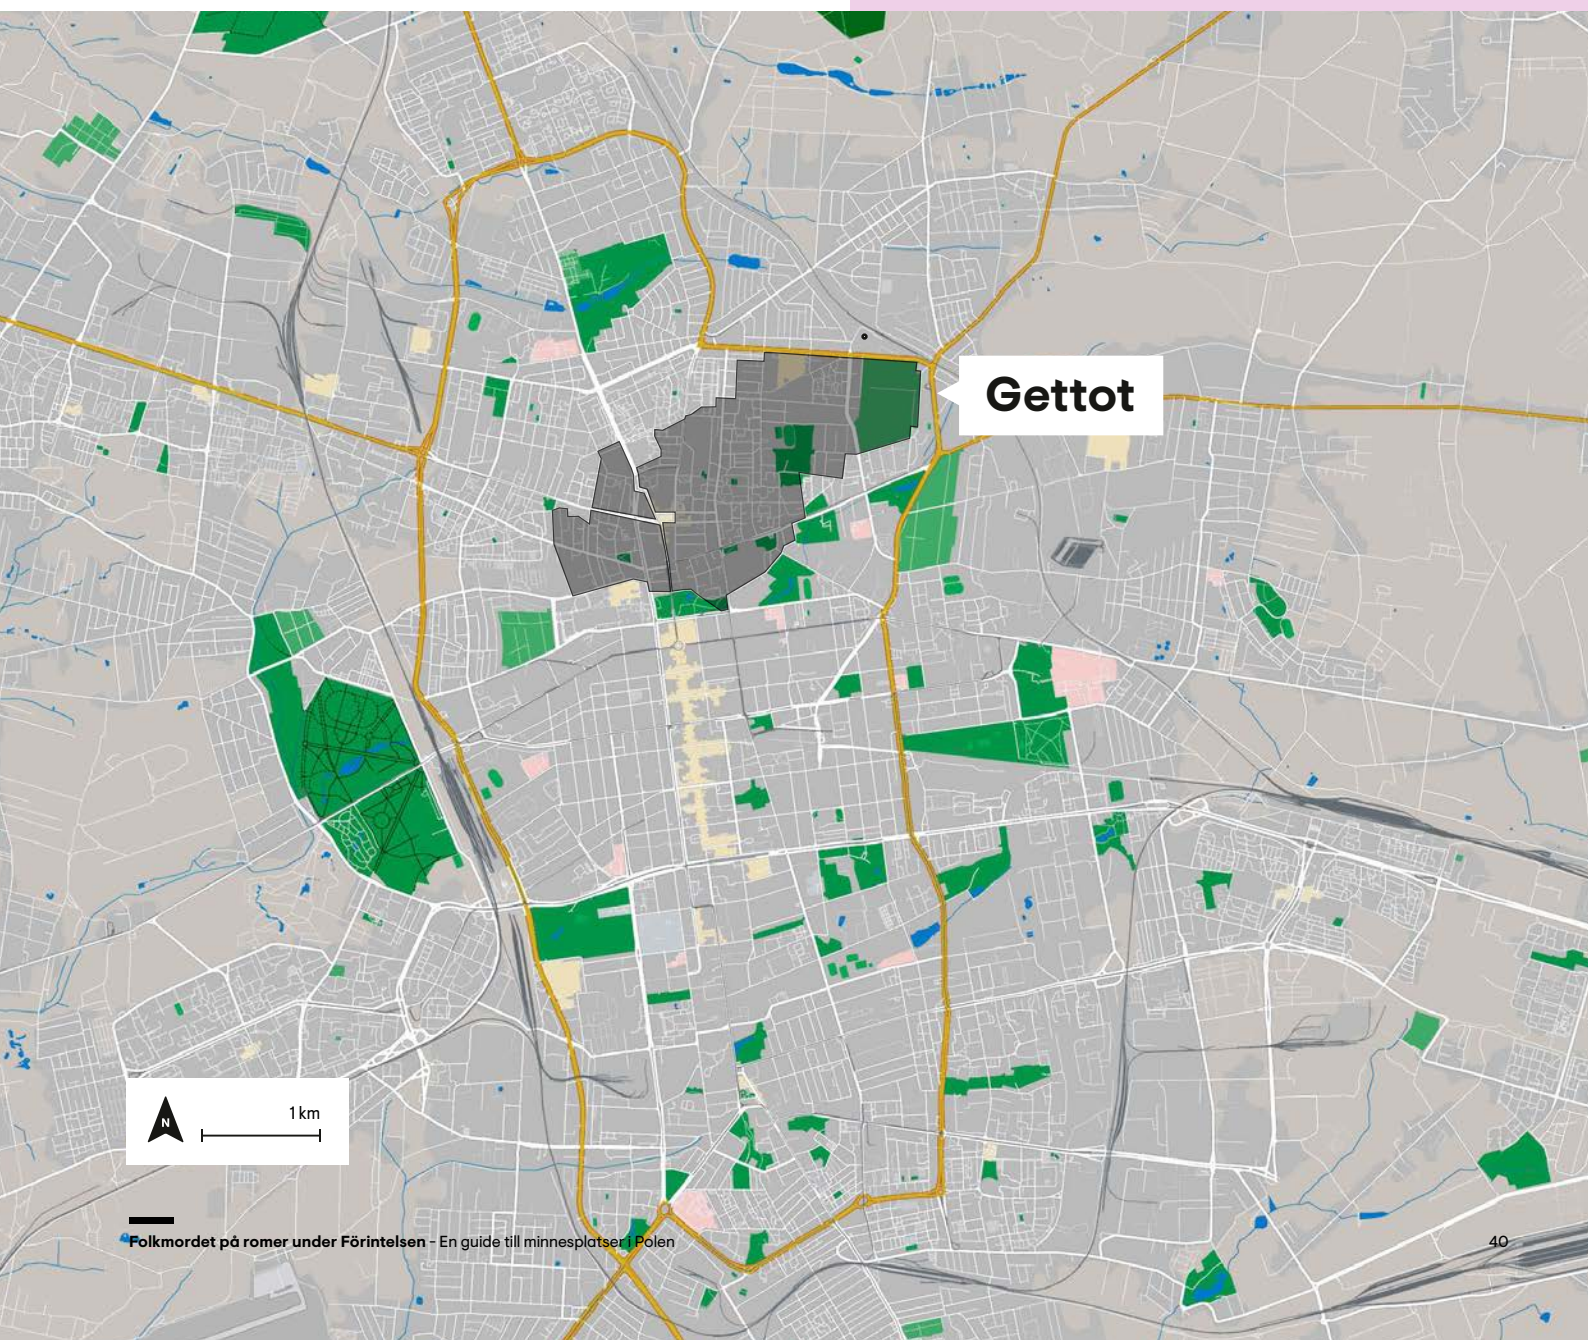 Gettot
1 km
N
Folkmordet på romer under Förintelsen - En guide till minnesplatser i Polen
40